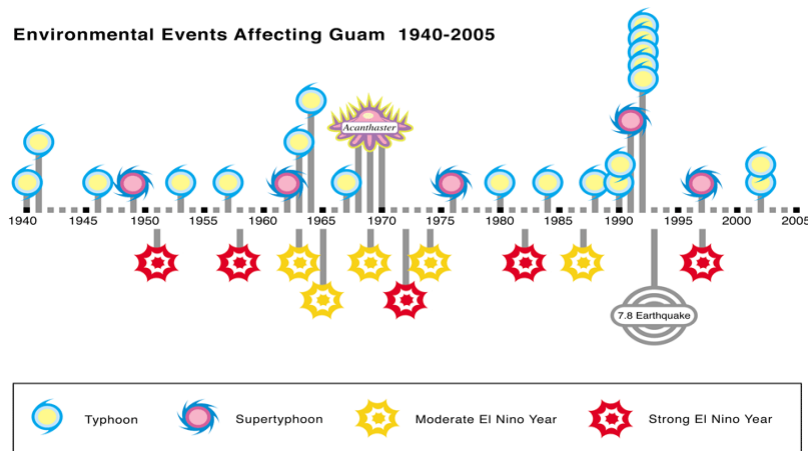 Environmental Events Affecting Guam 1940-2005
Acanthaster
1940 1945 1950 1955 1960 1965 1970 1975 1980 1985 1990 1995 2000 2005
7.8 Earthquake
Typhoon Supertyphoon Moderate El Nino Year Strong El Nino Year